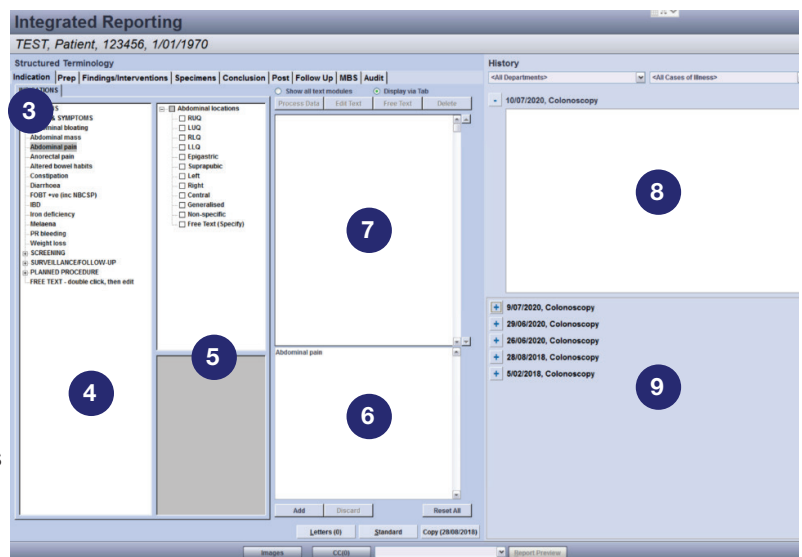 Integrated Reporting
TEST, Patient, 123456, 1/01/1970
Structured Terminology
Indication Prep Findings/Interventions Specimens Conclusion Post Follow Up MBS Audit
3
& SYMPTOMS
Abdominal mass
Abdominal pain
Anorectal pain
Altered bowel habits
Constipation
Diarrhoea
FOBT +ve (inc NBCSP)
IBD
Iron deficiency
Melaena
PR bleeding
Weight loss
SCREENING
SURVEILLANCE/FOLLOW-UP
PLANNED PROCEDURE
FREE TEXT - double click, then edit
4
Abdominal locations
RUQ
LUQ
RLQ
LLQ
Epigastric
Suprapubic
Left
Right
Central
Generalised
Non-specific
Free Text (Specify)
5
Show all text modules Display via Tab
Process Data Edit Text Free Text Delete
7
Abdominal pain
6
Add Discard Reset All
Letters (0) Standard Copy (28/08/2018)
Images CC(0) Report Preview
History
<All Departments> <All Cases of Illness>
- 10/07/2020, Colonoscopy
8
+ 9/07/2020, Colonoscopy
+ 29/06/2020, Colonoscopy
+ 26/06/2020, Colonoscopy
+ 28/08/2018, Colonoscopy
+ 5/02/2018, Colonoscopy
9